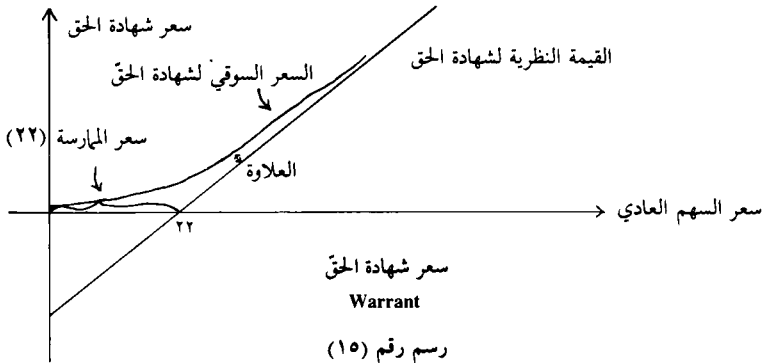 سعر شهادة الحق
القيمة النظرية لشهادة الحق
السعر السوقي لشهادة الحقّ
سعر الممارسة (٢٢)
العلاوة
سعر السهم العادي
٢٢
سعر شهادة الحقّ
Warrant
رسم رقم (١٥)